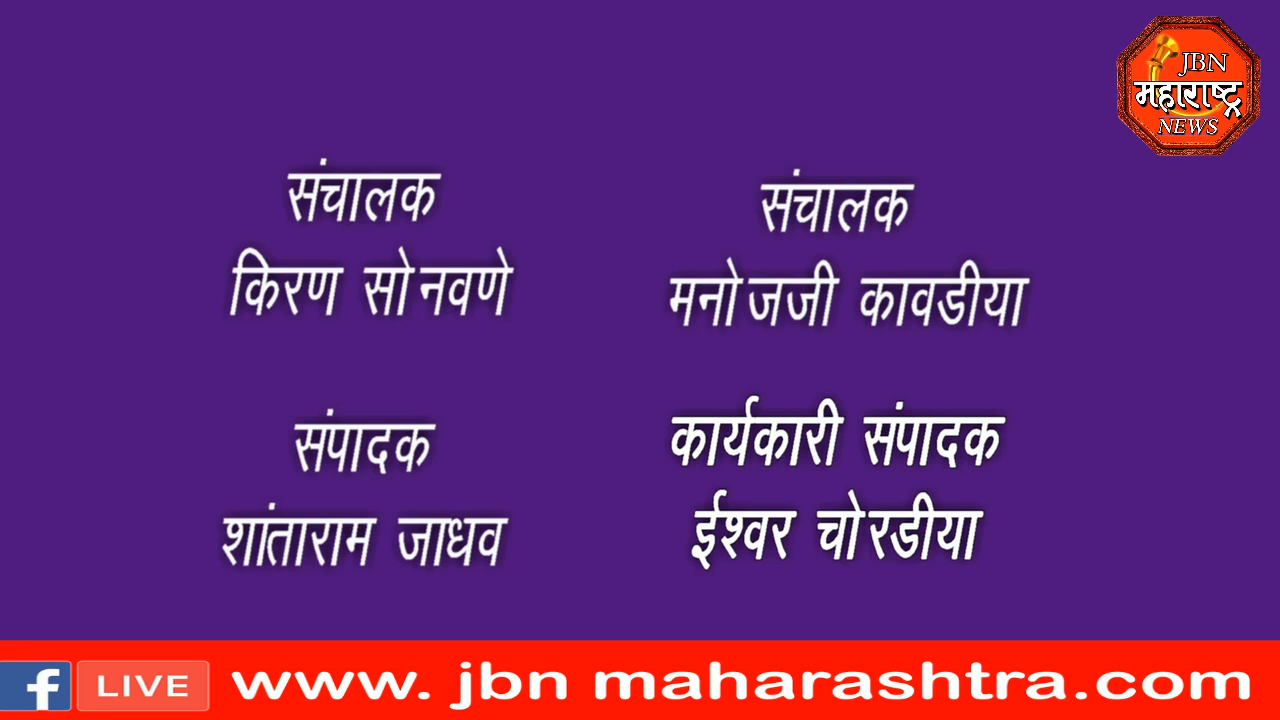 JBN
महाराष्ट्र
NEWS
संचालक
किरण सोनवणे
संचालक
मनोजजी कावडीया
संपादक
शांताराम जाधव
कार्यकारी संपादक
ईश्वर चोरडीया
f LIVE www. jbn maharashtra.com